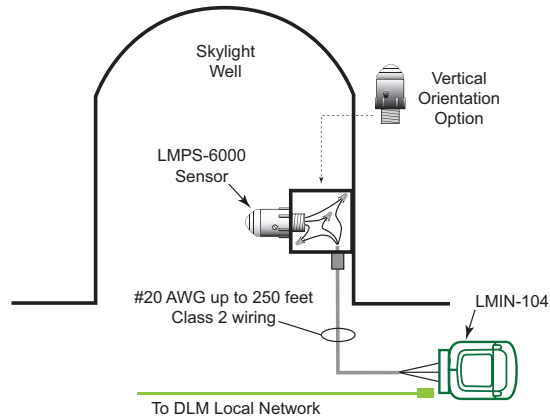 Skylight
Well
Vertical
Orientation
Option
LMPS-6000
Sensor
#20 AWG up to 250 feet
Class 2 wiring
LMIN-104
To DLM Local Network